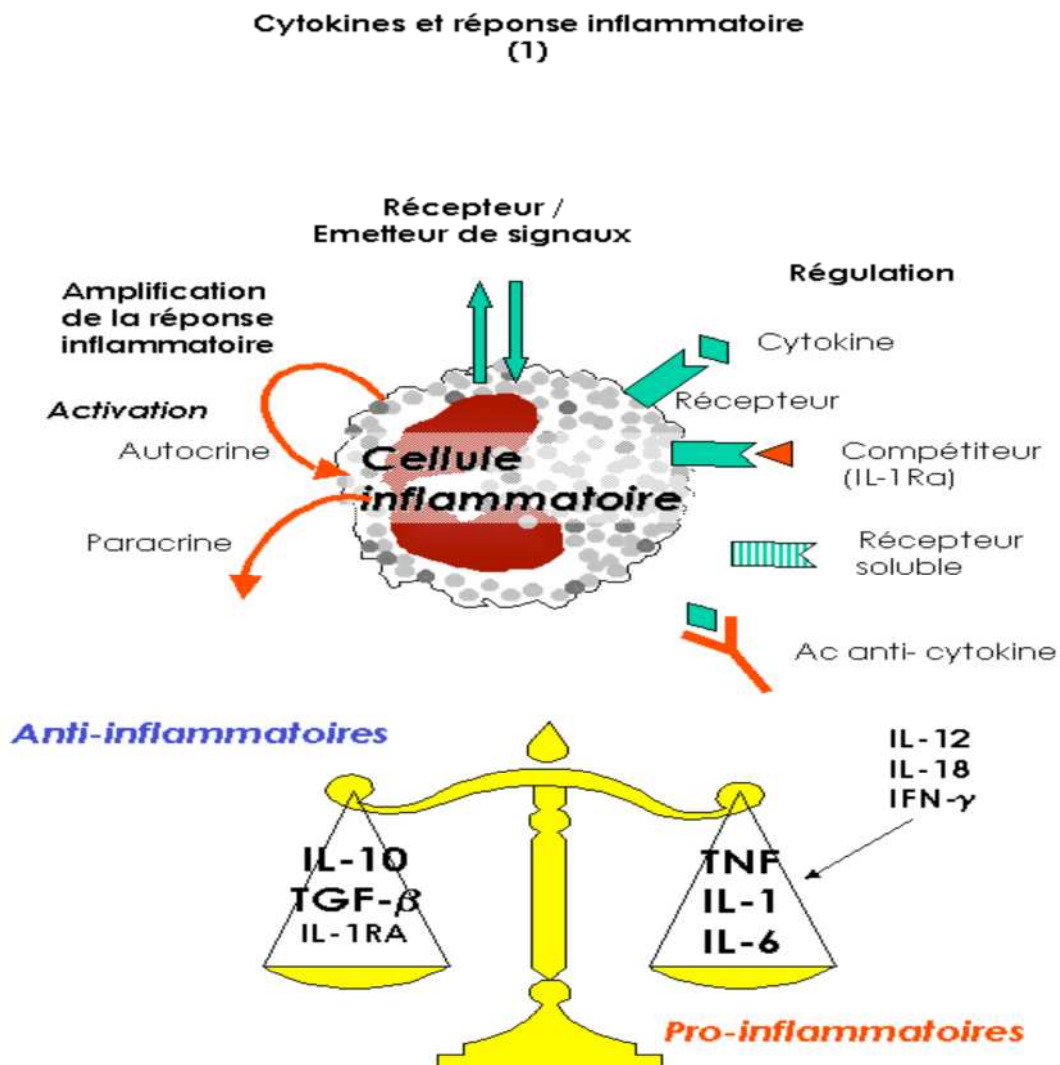 Cytokines et réponse inflammatoire
(1)
Récepteur /
Emetteur de signaux
Amplification
de la réponse
inflammatoire
Activation
Autocrine
Paracrine
Cellule
inflammatoire
Régulation
Cytokine
Récepteur
Compétiteur
(IL-1Ra)
Récepteur
soluble
Ac anti- cytokine
Anti-inflammatoires
IL-10
TGF-β
IL-1RA
IL-12
IL-18
IFN-γ
TNF
IL-1
IL-6
Pro-inflammatoires